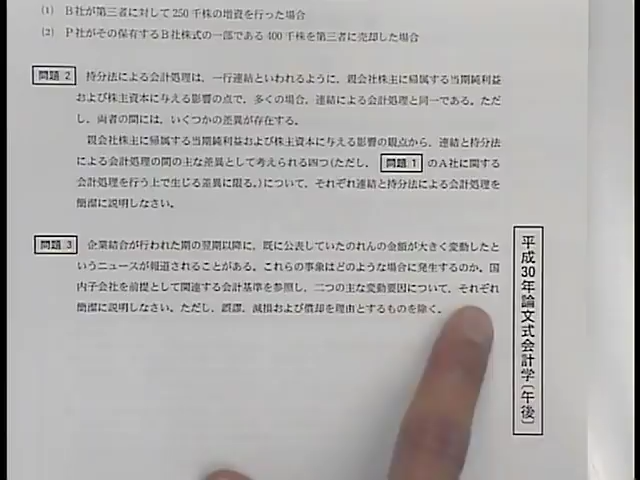 (1) B社が第三者に対して250千株の増資を行った場合
(2) P社がその保有するB社株式の一部である400千株を第三者に売却した場合
問題2 持分法による会計処理は、一行連結といわれるように、親会社株主に帰属する当期純利益
および株主資本に与える影響の点で、多くの場合、連結による会計処理と同一である。ただ
し、両者の間には、いくつかの差異が存在する。
親会社株主に帰属する当期純利益および株主資本に与える影響の観点から、連結と持分法
による会計処理の間の主な差異として考えられる四つ(ただし、 問題1 のA社に関する
会計処理を行う上で生じる差異に限る。)について、それぞれ連結と持分法による会計処理を
簡潔に説明しなさい。
問題3 企業結合が行われた期の翌期以降に、既に公表していたのれんの金額が大きく変動したと
いうニュースが報道されることがある。これらの事象はどのような場合に発生するのか。国
内子会社を前提として関連する会計基準を参照し、二つの主な変動要因について、それぞれ
簡潔に説明しなさい。ただし、誤謬、減損および償却を理由とするものを除く。
平成30年論文式会計学〔午後〕